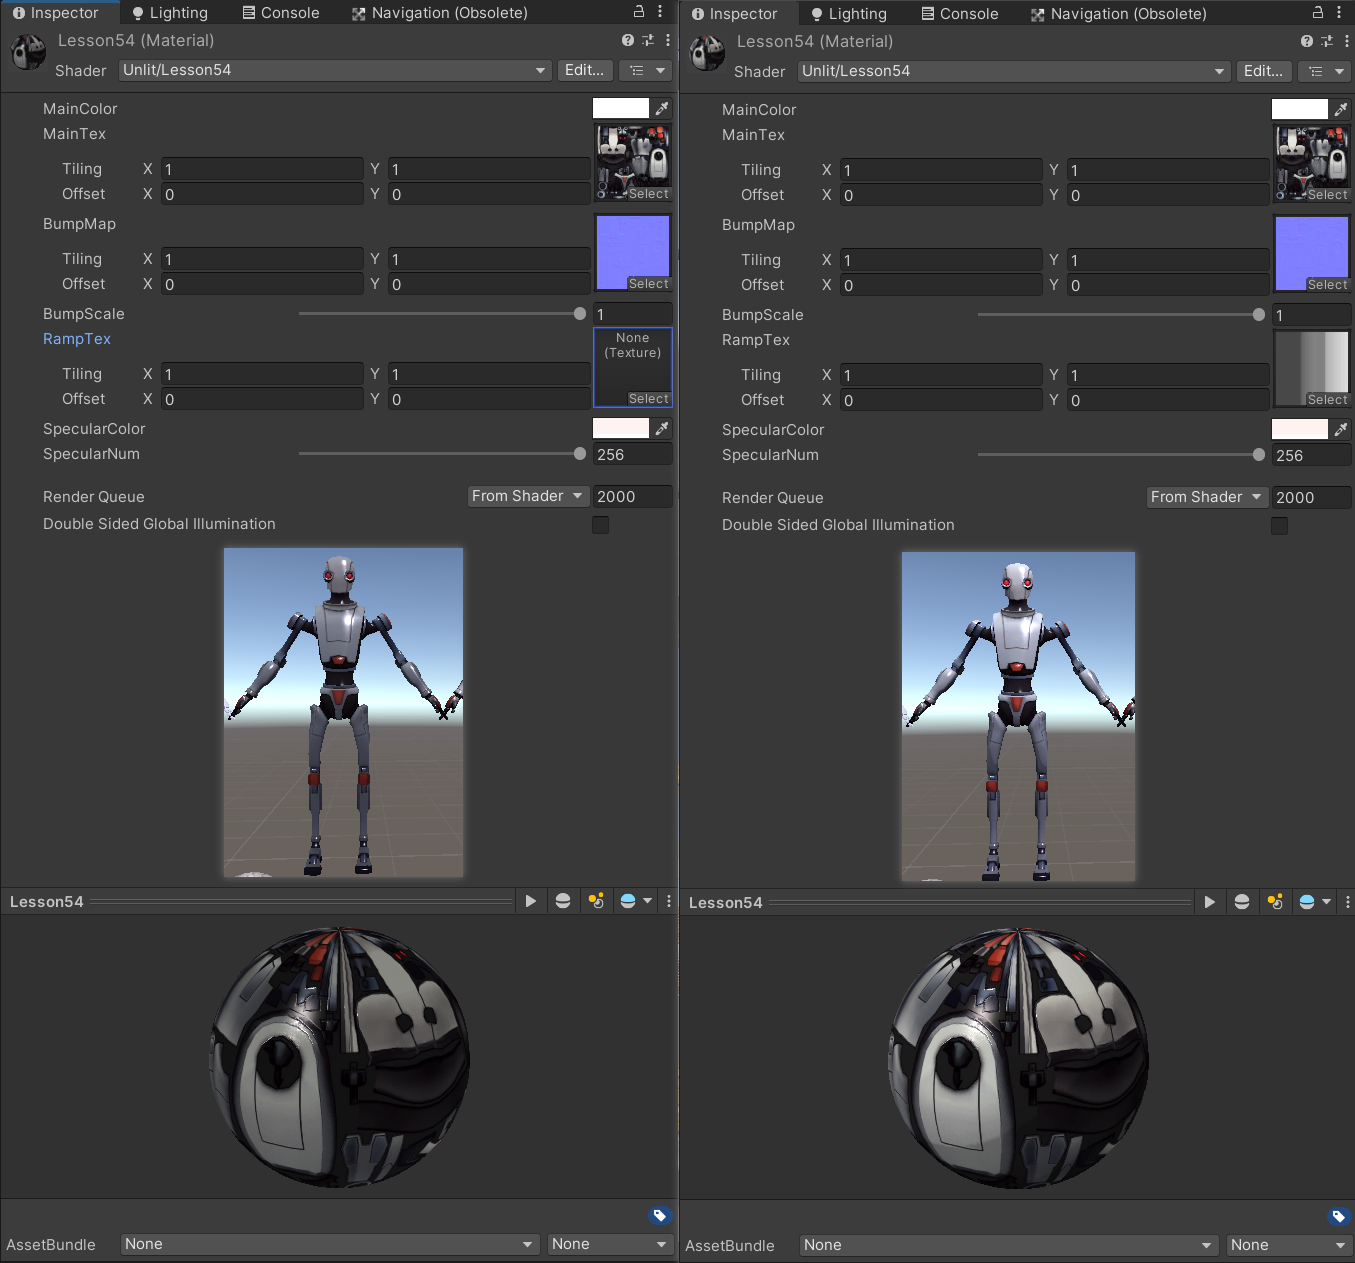 Inspector Lighting Console Navigation (Obsolete)
Lesson54 (Material)
Shader Unlit/Lesson54 Edit...
MainColor
MainTex
Tiling X 1 Y 1
Offset X 0 Y 0
Select
BumpMap
Tiling X 1 Y 1
Offset X 0 Y 0
Select
BumpScale 1
RampTex
None
(Texture)
Tiling X 1 Y 1
Offset X 0 Y 0
Select
SpecularColor
SpecularNum 256
Render Queue From Shader 2000
Double Sided Global Illumination
Lesson54
AssetBundle None None
Inspector Lighting Console Navigation (Obsolete)
Lesson54 (Material)
Shader Unlit/Lesson54 Edit...
MainColor
MainTex
Tiling X 1 Y 1
Offset X 0 Y 0
Select
BumpMap
Tiling X 1 Y 1
Offset X 0 Y 0
Select
BumpScale 1
RampTex
Tiling X 1 Y 1
Offset X 0 Y 0
Select
SpecularColor
SpecularNum 256
Render Queue From Shader 2000
Double Sided Global Illumination
Lesson54
AssetBundle None None